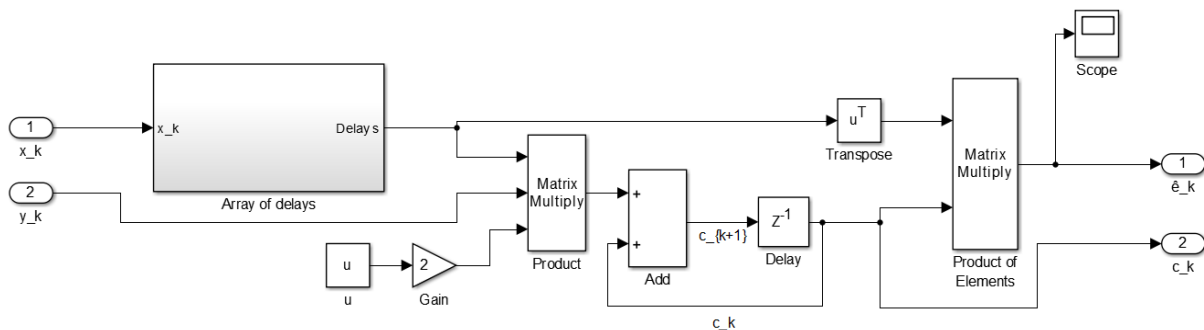 Scope
x_k
Delays
u^T
Transpose
1
x_k
Matrix
Multiply
1
ê_k
2
y_k
Array of delays
Matrix
Multiply
+
+
Z^-1
c_{k+1}
Delay
Product of
Elements
2
c_k
u
u
2
Gain
Product
Add
c_k